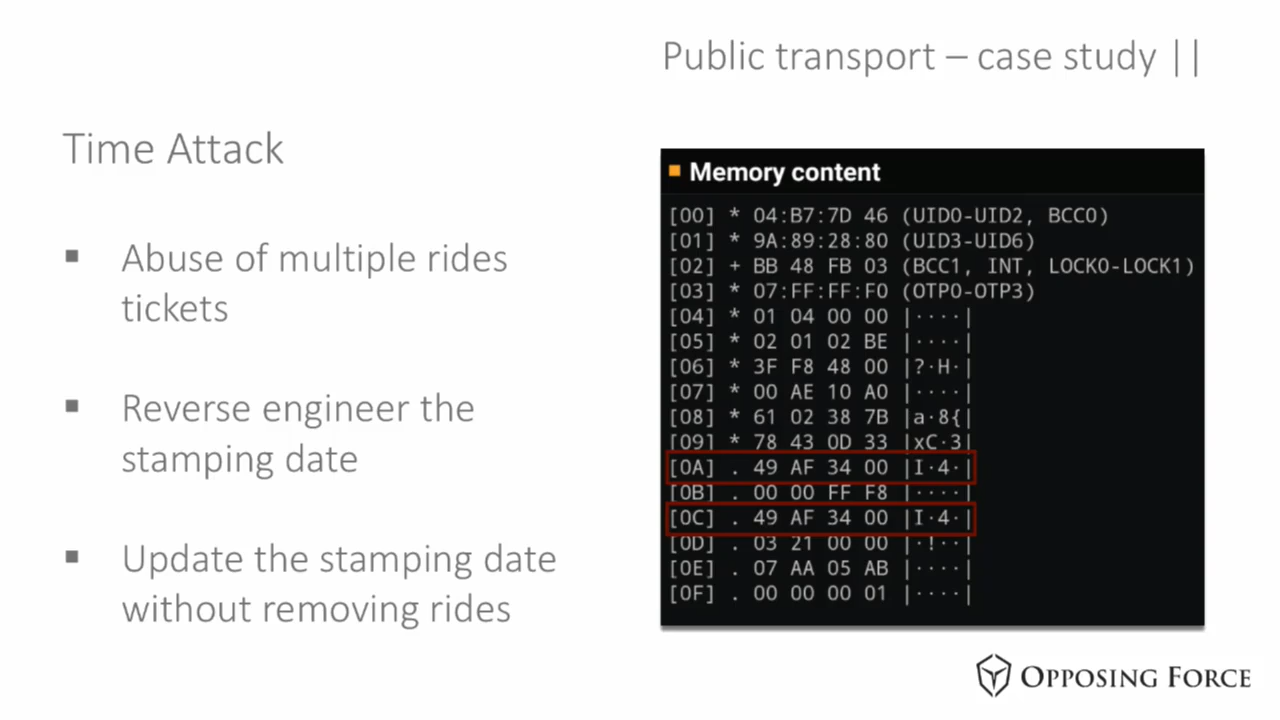 Public transport – case study ||
Time Attack
▪ Abuse of multiple rides
tickets
▪ Reverse engineer the
stamping date
▪ Update the stamping date
without removing rides
Memory content
[00] * 04:B7:7D 46 (UID0-UID2, BCC0)
[01] * 9A:89:28:80 (UID3-UID6)
[02] + BB 48 FB 03 (BCC1, INT, LOCK0-LOCK1)
[03] * 07:FF:FF:F0 (OTP0-OTP3)
[04] * 01 04 00 00 |····|
[05] * 02 01 02 BE |····|
[06] * 3F F8 48 00 |?·H·|
[07] * 00 AE 10 A0 |····|
[08] * 61 02 38 7B |a·8{|
[09] * 78 43 0D 33 |xC·3|
[0A] . 49 AF 34 00 |I·4·|
[0B] . 00 00 FF F8 |····|
[0C] . 49 AF 34 00 |I·4·|
[0D] . 03 21 00 00 |·!··|
[0E] . 07 AA 05 AB |····|
[0F] . 00 00 00 01 |····|
OPPOSING FORCE